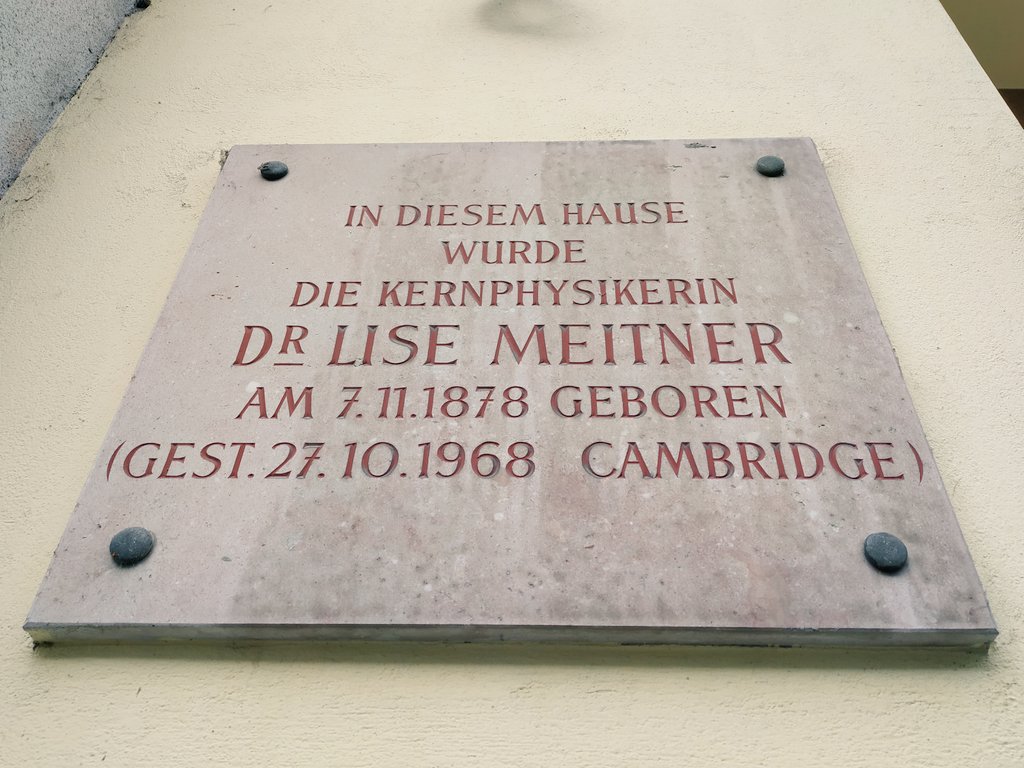 IN DIESEM HAUSE
WURDE
DIE KERNPHYSIKERIN
DR LISE MEITNER
AM 7.11.1878 GEBOREN
(GEST. 27.10.1968 CAMBRIDGE)